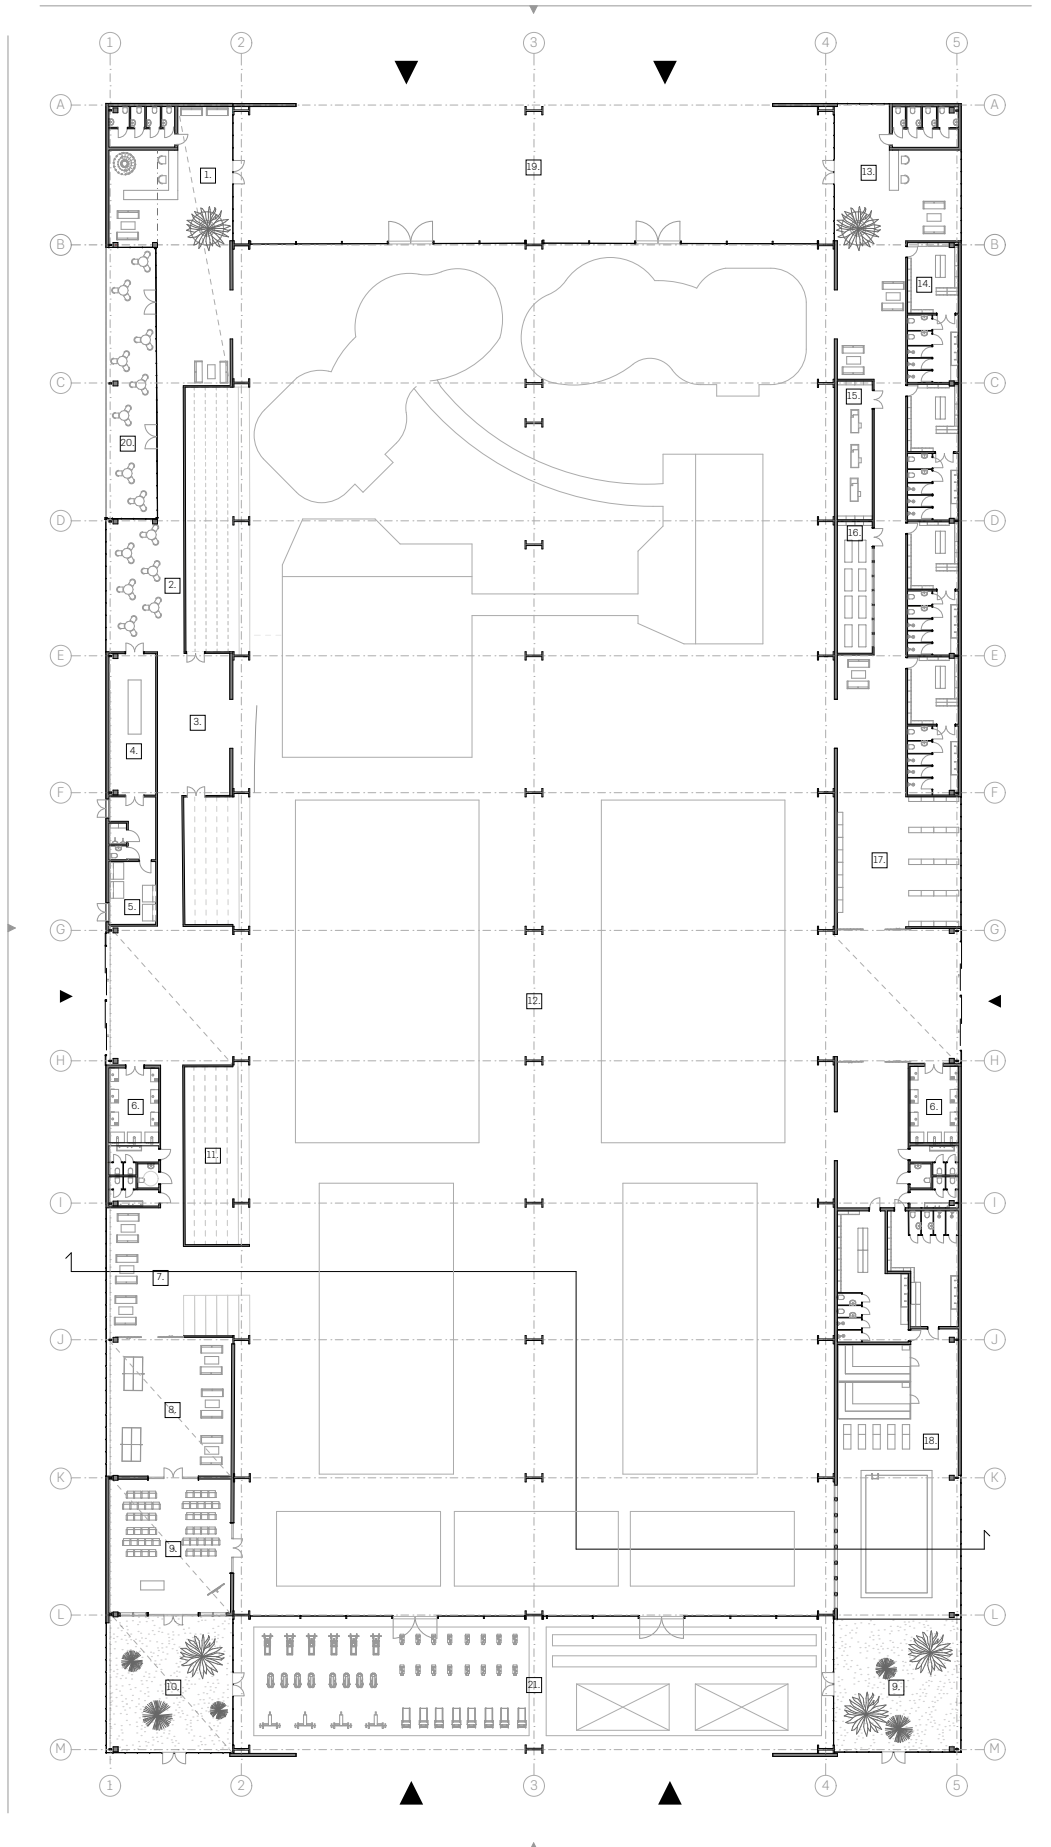 1 2 3 4 5
A A
19.
1. 13.
B B
14.
C C
15.
20.
D D
16.
2.
E E
3.
4.
F F
17.
5.
G G
12.
H H
6. 6.
11.
I I
7.
J J
8.
18.
K K
9.
L L
21.
10. 9.
M M
1 2 3 4 5